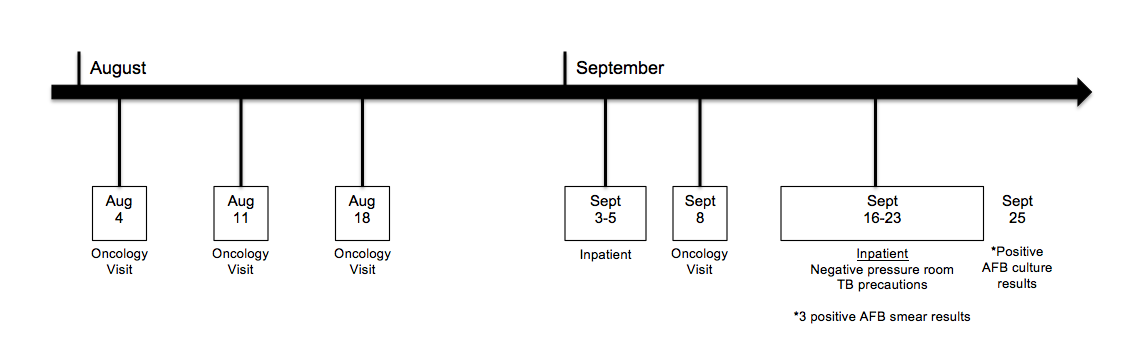 August
September
Aug
4
Oncology
Visit
Aug
11
Oncology
Visit
Aug
18
Oncology
Visit
Sept
3-5
Inpatient
Sept
8
Oncology
Visit
Sept
16-23
Inpatient
Negative pressure room
TB precautions
*3 positive AFB smear results
Sept
25
*Positive
AFB culture
results